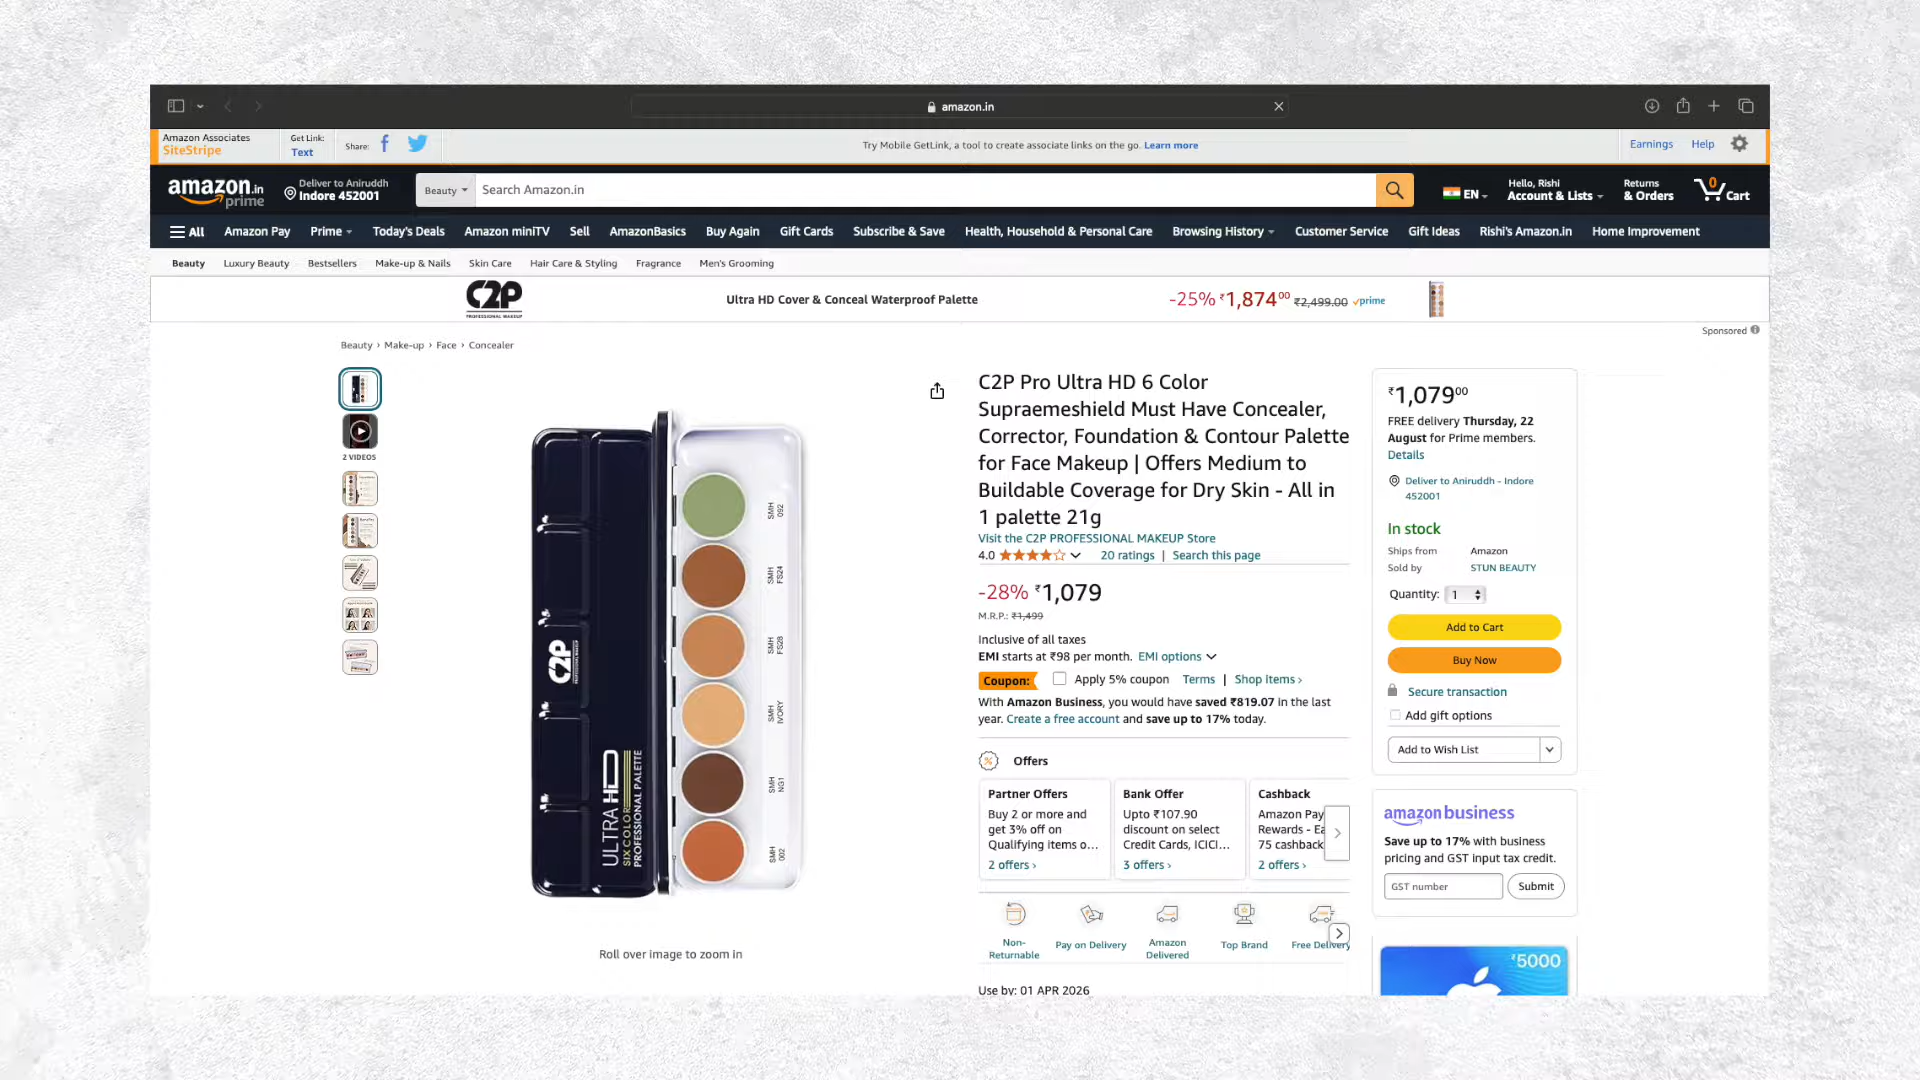 amazon.in
Amazon Associates
SiteStripe
Get Link:
Text
Share:
Try Mobile GetLink, a tool to create associate links on the go. Learn more
Earnings
Help
amazon.in
prime
Deliver to Aniruddh
Indore 452001
Beauty
Search Amazon.in
EN
Hello, Rishi
Account & Lists
Returns
& Orders
0
Cart
All
Amazon Pay
Prime
Today's Deals
Amazon miniTV
Sell
AmazonBasics
Buy Again
Gift Cards
Subscribe & Save
Health, Household & Personal Care
Browsing History
Customer Service
Gift Ideas
Rishi's Amazon.in
Home Improvement
Beauty
Luxury Beauty
Bestsellers
Make-up & Nails
Skin Care
Hair Care & Styling
Fragrance
Men's Grooming
C2P
PROFESSIONAL MAKEUP
Ultra HD Cover & Conceal Waterproof Palette
-25% ₹1,874⁰⁰ ₹2,499.00 prime
Sponsored
Beauty › Make-up › Face › Concealer
2 VIDEOS
C2P
ULTRA HD
SIX COLOR
PROFESSIONAL PALETTE
SMH
092
SMH
FS24
SMH
FS28
SMH
IVORY
SMH
NG1
SMH
002
Roll over image to zoom in
C2P Pro Ultra HD 6 Color
Supraemeshield Must Have Concealer,
Corrector, Foundation & Contour Palette
for Face Makeup | Offers Medium to
Buildable Coverage for Dry Skin - All in
1 palette 21g
Visit the C2P PROFESSIONAL MAKEUP Store
4.0
20 ratings | Search this page
-28% ₹1,079
M.R.P.: ₹1,499
Inclusive of all taxes
EMI starts at ₹98 per month. EMI options
Coupon: Apply 5% coupon Terms | Shop items ›
With Amazon Business, you would have saved ₹819.07 in the last
year. Create a free account and save up to 17% today.
Offers
Partner Offers
Buy 2 or more and
get 3% off on
Qualifying items o…
2 offers ›
Bank Offer
Upto ₹107.90
discount on select
Credit Cards, ICICI…
3 offers ›
Cashback
Amazon Pay
Rewards - Ea
75 cashback
2 offers ›
Non-
Returnable
Pay on Delivery
Amazon
Delivered
Top Brand
Free Delivery
Use by: 01 APR 2026
₹1,079⁰⁰
FREE delivery Thursday, 22
August for Prime members.
Details
Deliver to Aniruddh - Indore
452001
In stock
Ships from Amazon
Sold by STUN BEAUTY
Quantity: 1
Add to Cart
Buy Now
Secure transaction
Add gift options
Add to Wish List
amazon business
Save up to 17% with business
pricing and GST input tax credit.
GST number
Submit
₹5000